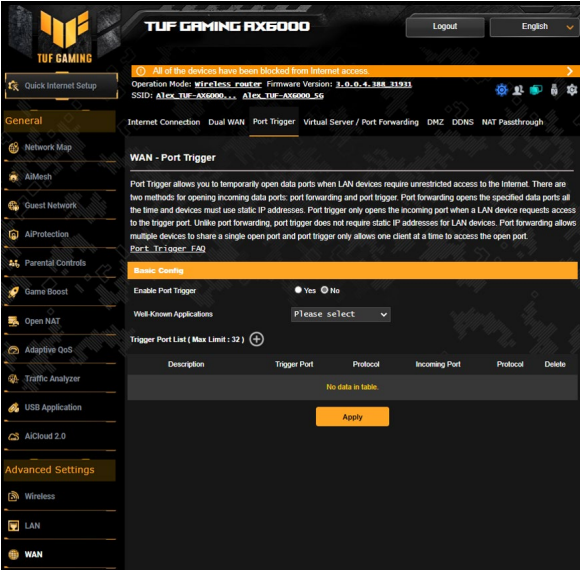 TUF GAMING AX6000
Logout
English
TUF GAMING
All of the devices have been blocked from Internet access.
Quick Internet Setup
Operation Mode: Wireless router Firmware Version: 3.0.0.4.388_31931
SSID: Alex_TUF-AX6000... Alex_TUF-AX6000_5G
General
Internet Connection Dual WAN Port Trigger Virtual Server / Port Forwarding DMZ DDNS NAT Passthrough
Network Map
AiMesh
Guest Network
AiProtection
Parental Controls
Game Boost
Open NAT
Adaptive QoS
Traffic Analyzer
USB Application
AiCloud 2.0
Advanced Settings
Wireless
LAN
WAN
WAN - Port Trigger
Port Trigger allows you to temporarily open data ports when LAN devices require unrestricted access to the Internet. There are
two methods for opening incoming data ports: port forwarding and port trigger. Port forwarding opens the specified data ports all
the time and devices must use static IP addresses. Port trigger only opens the incoming port when a LAN device requests access
to the trigger port. Unlike port forwarding, port trigger does not require static IP addresses for LAN devices. Port forwarding allows
multiple devices to share a single open port and port trigger only allows one client at a time to access the open port.
Port Trigger FAQ
Basic Config
Enable Port Trigger Yes No
Well-Known Applications Please select
Trigger Port List ( Max Limit : 32 )
Description Trigger Port Protocol Incoming Port Protocol Delete
No data in table.
Apply